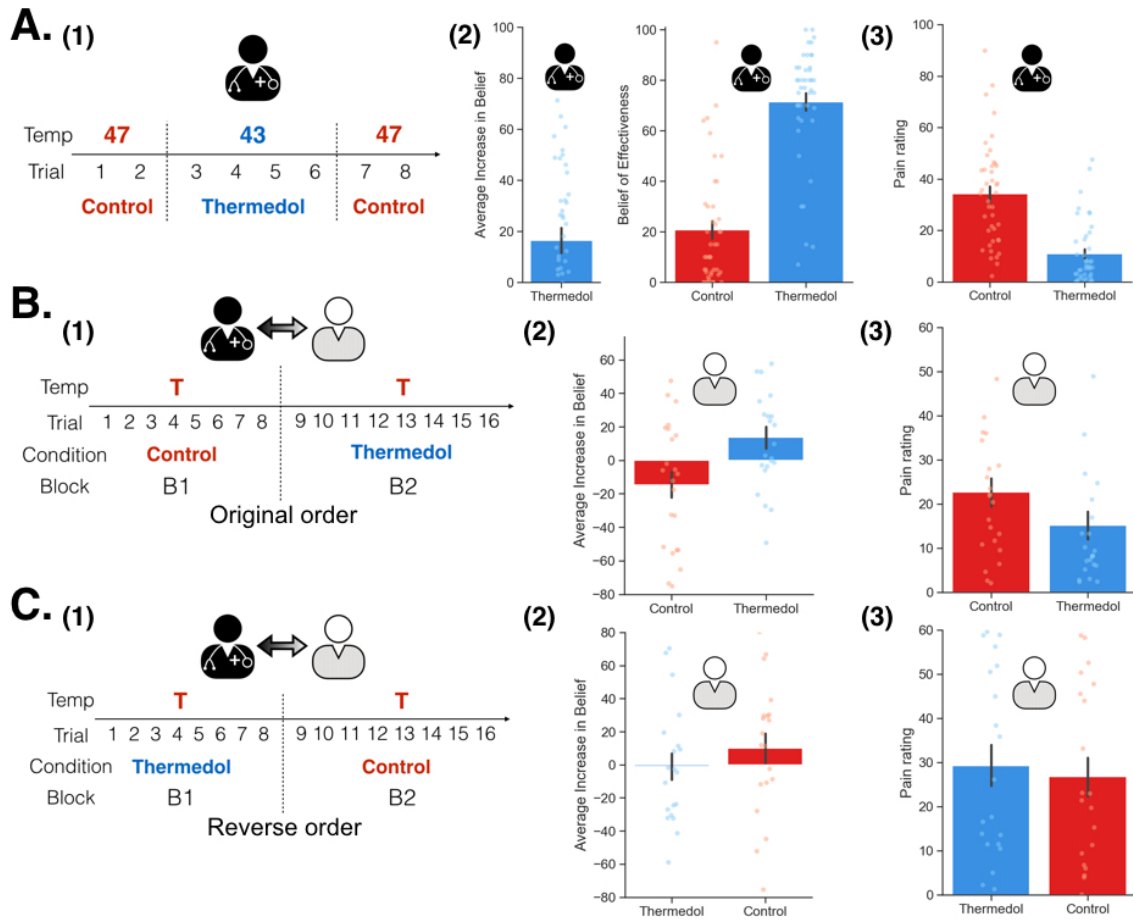 A.
(1)
Temp 47 43 47
Trial 1 2 3 4 5 6 7 8
Control Thermedol Control
(2)
Average Increase in Belief
100
80
60
40
20
0
Thermedol
Belief of Effectiveness
100
80
60
40
20
0
Control Thermedol
(3)
Pain rating
100
80
60
40
20
0
Control Thermedol
B.
(1)
Temp T T
Trial 1 2 3 4 5 6 7 8 9 10 11 12 13 14 15 16
Condition Control Thermedol
Block B1 B2
Original order
(2)
Average Increase in Belief
60
40
20
0
−20
−40
−60
−80
Control Thermedol
(3)
Pain rating
60
50
40
30
20
10
0
Control Thermedol
C.
(1)
Temp T T
Trial 1 2 3 4 5 6 7 8 9 10 11 12 13 14 15 16
Condition Thermedol Control
Block B1 B2
Reverse order
(2)
Average Increase in Belief
80
60
40
20
0
−20
−40
−60
−80
Thermedol Control
(3)
Pain rating
60
50
40
30
20
10
0
Thermedol Control